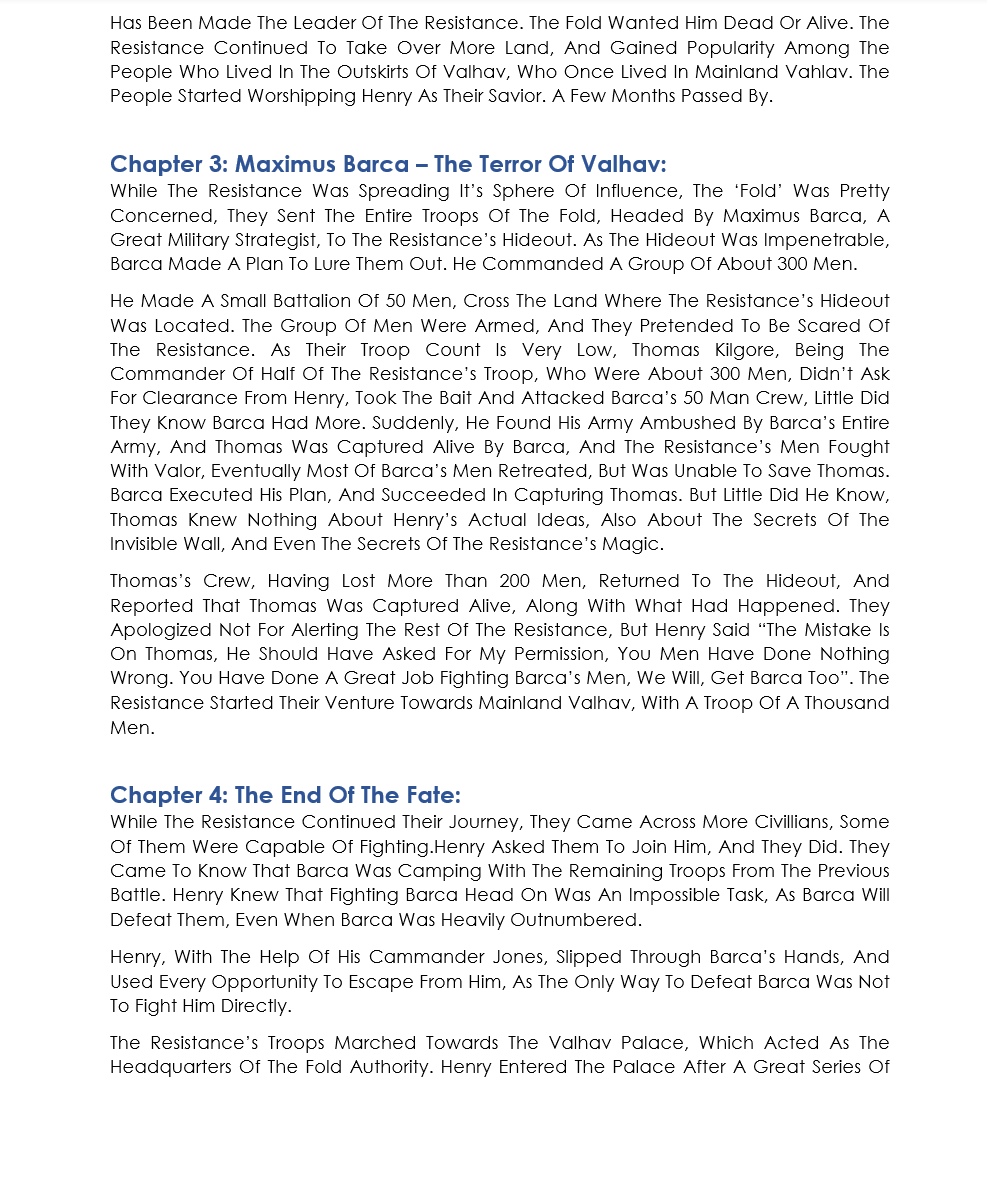 Has Been Made The Leader Of The Resistance. The Fold Wanted Him Dead Or Alive. The
Resistance Continued To Take Over More Land, And Gained Popularity Among The
People Who Lived In The Outskirts Of Valhav, Who Once Lived In Mainland Vahlav. The
People Started Worshipping Henry As Their Savior. A Few Months Passed By.
Chapter 3: Maximus Barca – The Terror Of Valhav:
While The Resistance Was Spreading It’s Sphere Of Influence, The ‘Fold’ Was Pretty
Concerned, They Sent The Entire Troops Of The Fold, Headed By Maximus Barca, A
Great Military Strategist, To The Resistance’s Hideout. As The Hideout Was Impenetrable,
Barca Made A Plan To Lure Them Out. He Commanded A Group Of About 300 Men.
He Made A Small Battalion Of 50 Men, Cross The Land Where The Resistance’s Hideout
Was Located. The Group Of Men Were Armed, And They Pretended To Be Scared Of
The Resistance. As Their Troop Count Is Very Low, Thomas Kilgore, Being The
Commander Of Half Of The Resistance’s Troop, Who Were About 300 Men, Didn’t Ask
For Clearance From Henry, Took The Bait And Attacked Barca’s 50 Man Crew, Little Did
They Know Barca Had More. Suddenly, He Found His Army Ambushed By Barca’s Entire
Army, And Thomas Was Captured Alive By Barca, And The Resistance’s Men Fought
With Valor, Eventually Most Of Barca’s Men Retreated, But Was Unable To Save Thomas.
Barca Executed His Plan, And Succeeded In Capturing Thomas. But Little Did He Know,
Thomas Knew Nothing About Henry’s Actual Ideas, Also About The Secrets Of The
Invisible Wall, And Even The Secrets Of The Resistance’s Magic.
Thomas’s Crew, Having Lost More Than 200 Men, Returned To The Hideout, And
Reported That Thomas Was Captured Alive, Along With What Had Happened. They
Apologized Not For Alerting The Rest Of The Resistance, But Henry Said “The Mistake Is
On Thomas, He Should Have Asked For My Permission, You Men Have Done Nothing
Wrong. You Have Done A Great Job Fighting Barca’s Men, We Will, Get Barca Too”. The
Resistance Started Their Venture Towards Mainland Valhav, With A Troop Of A Thousand
Men.
Chapter 4: The End Of The Fate:
While The Resistance Continued Their Journey, They Came Across More Civillians, Some
Of Them Were Capable Of Fighting.Henry Asked Them To Join Him, And They Did. They
Came To Know That Barca Was Camping With The Remaining Troops From The Previous
Battle. Henry Knew That Fighting Barca Head On Was An Impossible Task, As Barca Will
Defeat Them, Even When Barca Was Heavily Outnumbered.
Henry, With The Help Of His Cammander Jones, Slipped Through Barca’s Hands, And
Used Every Opportunity To Escape From Him, As The Only Way To Defeat Barca Was Not
To Fight Him Directly.
The Resistance’s Troops Marched Towards The Valhav Palace, Which Acted As The
Headquarters Of The Fold Authority. Henry Entered The Palace After A Great Series Of